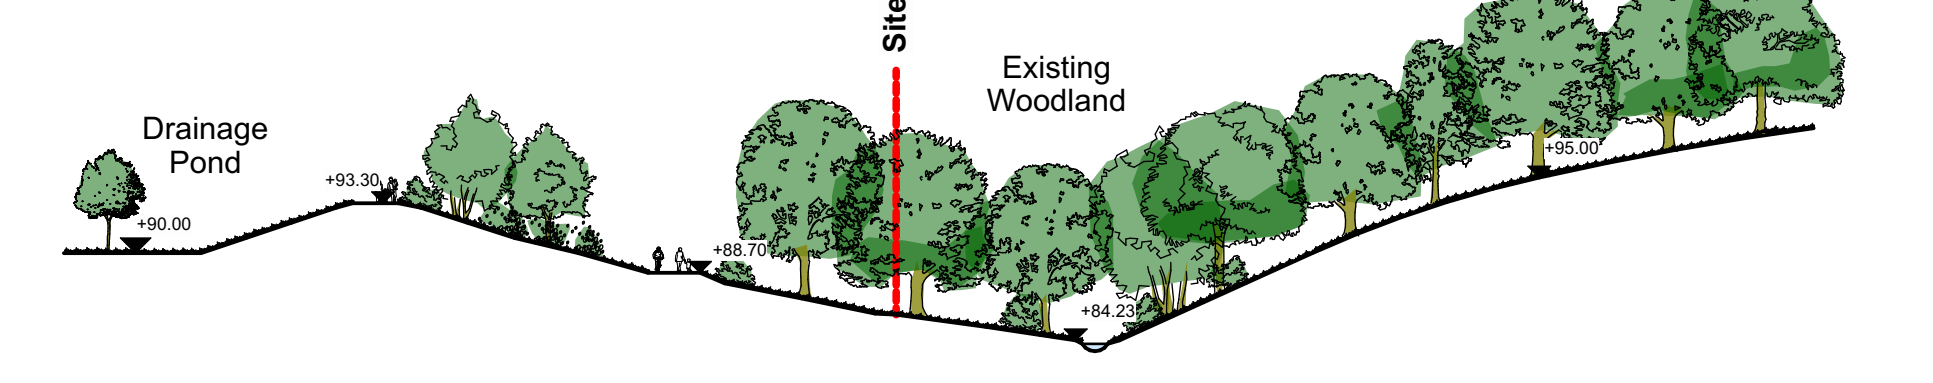 Site
Existing
Woodland
Drainage
Pond
+95.00
+93.30
+90.00
+88.70
+84.23